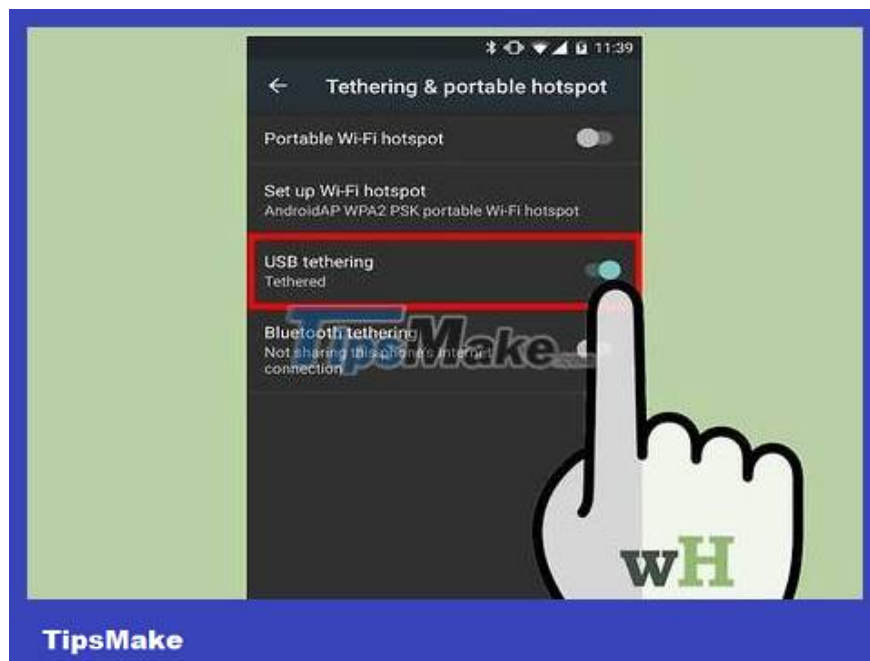 11:39
Tethering & portable hotspot
Portable Wi-Fi hotspot
Set up Wi-Fi hotspot
AndroidAP WPA2 PSK portable Wi-Fi hotspot
USB tethering
Tethered
Bluetooth tethering
Not sharing this phone's internet
connection
TipsMake
wH
TipsMake